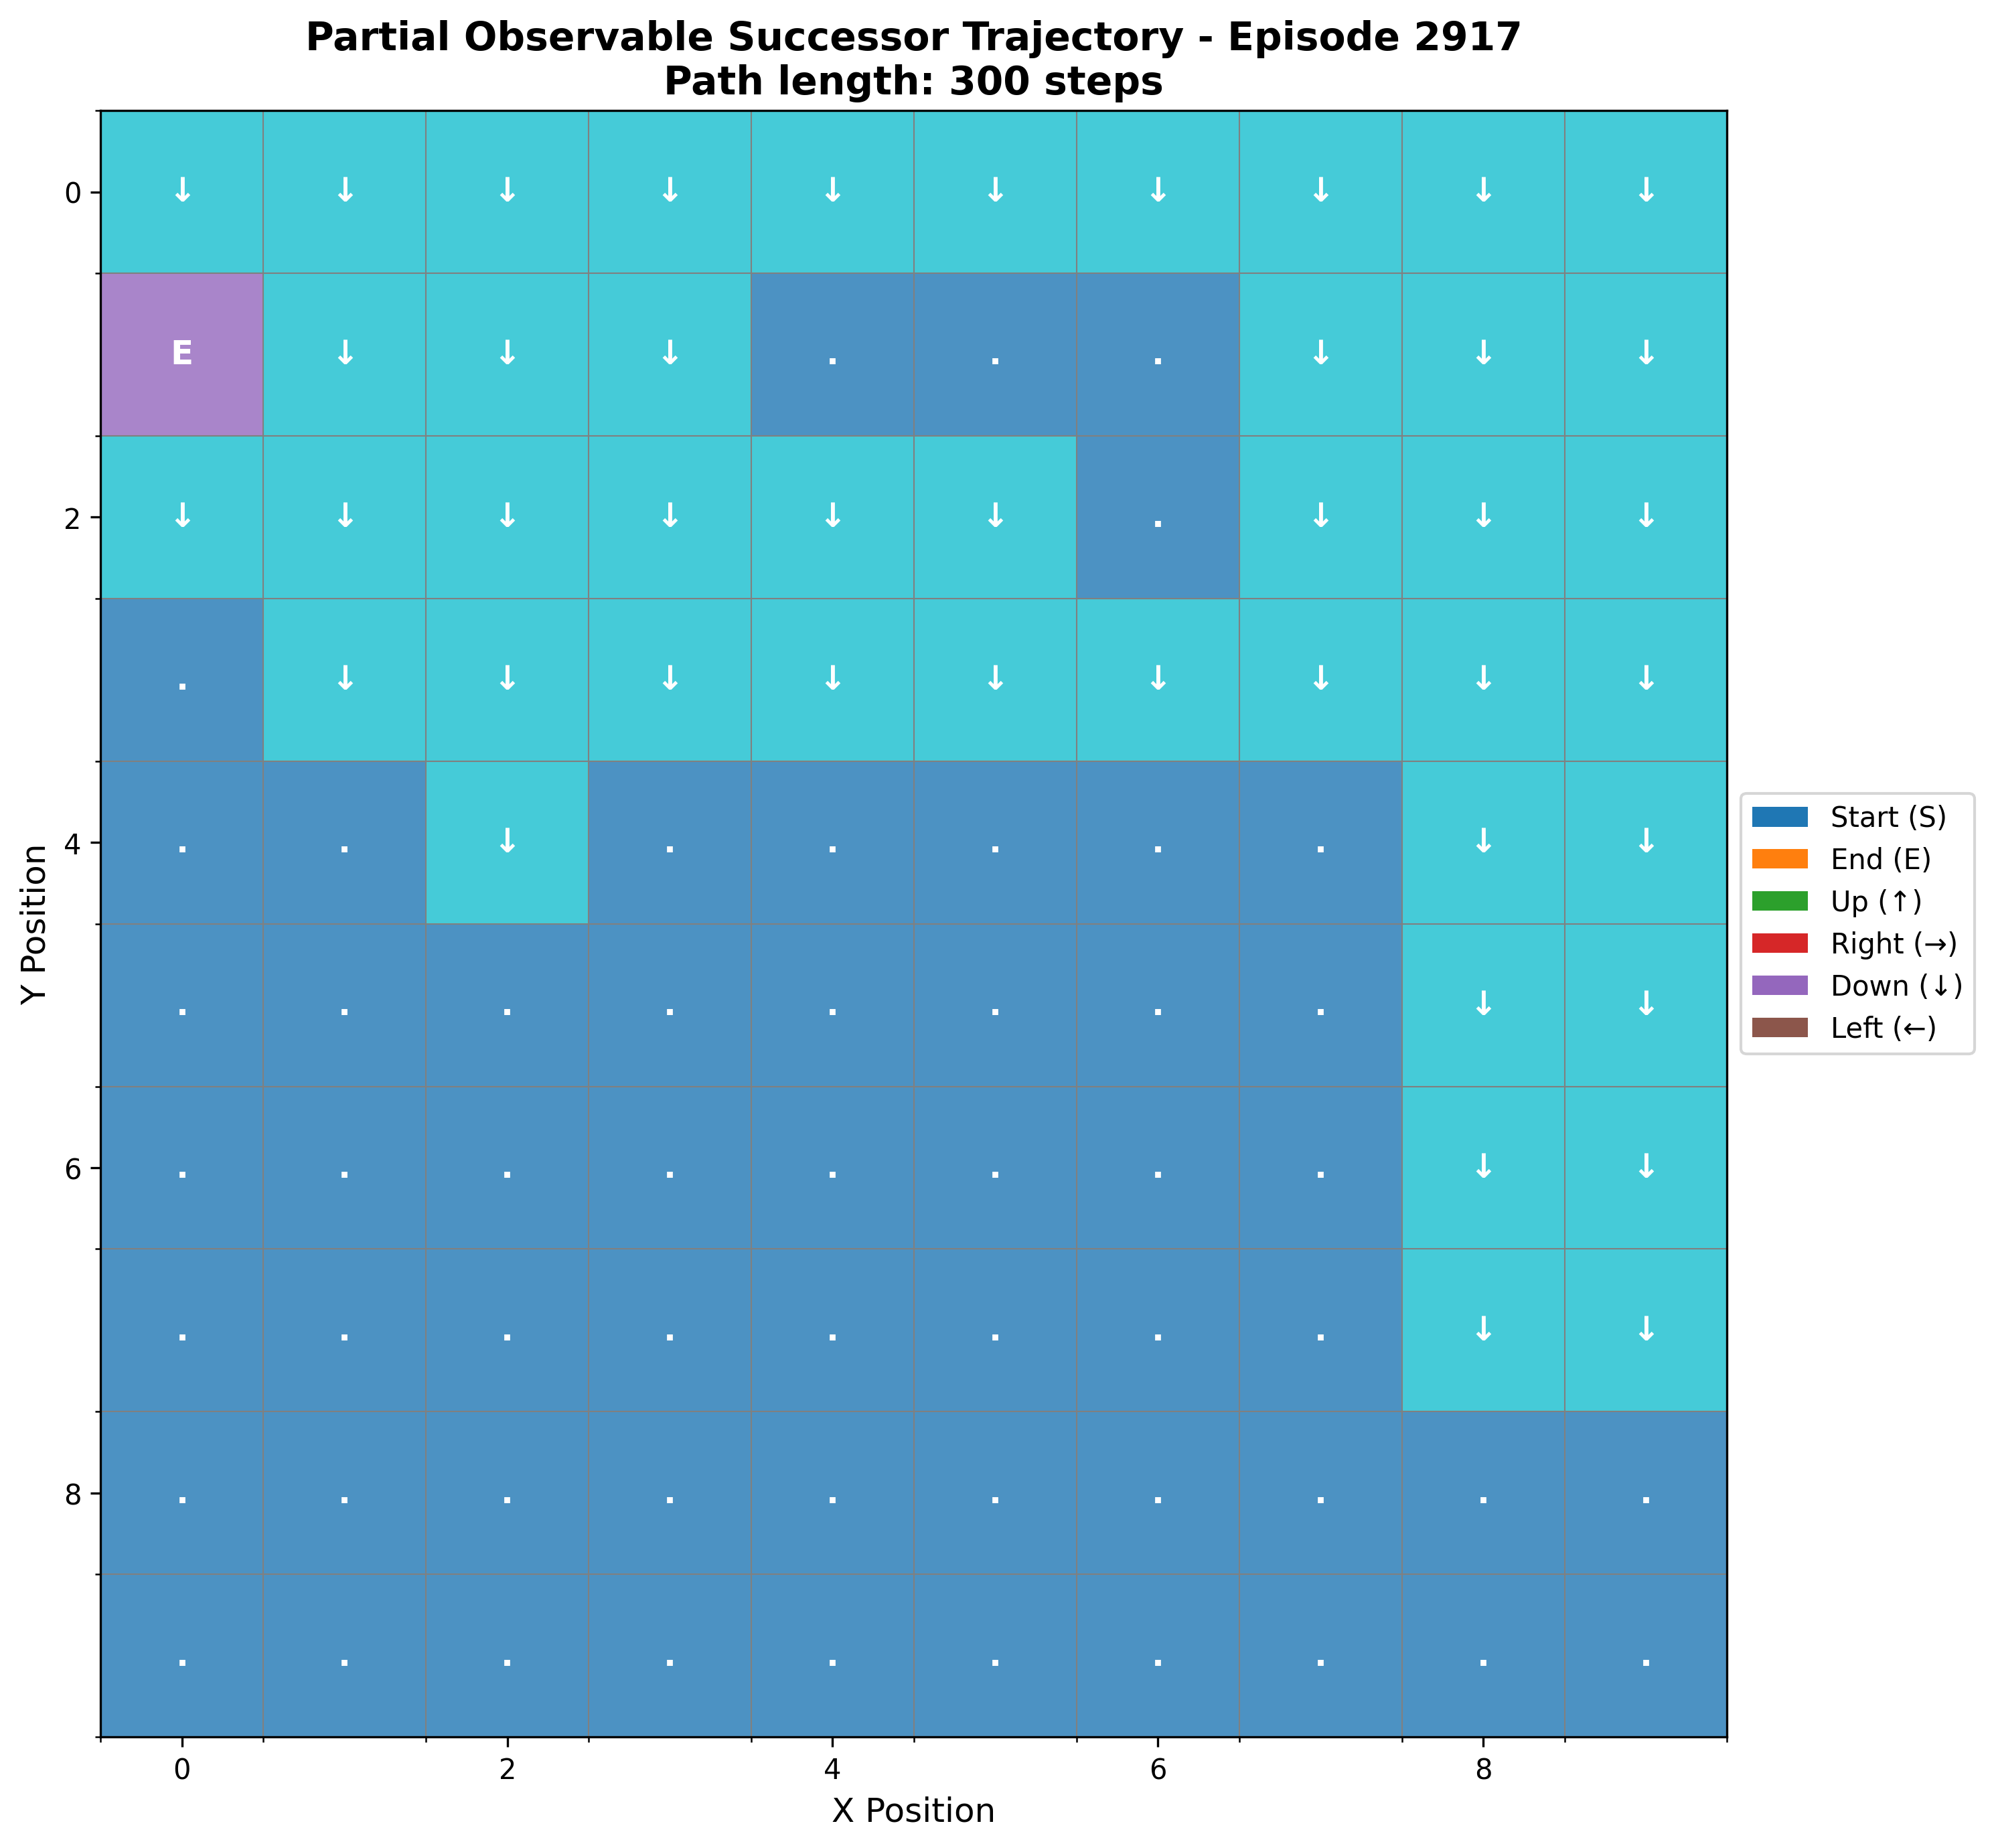 Partial Observable Successor Trajectory - Episode 2917
Path length: 300 steps
0 ↓ ↓ ↓ ↓ ↓ ↓ ↓ ↓ ↓ ↓
E ↓ ↓ ↓ . . . ↓ ↓ ↓
2 ↓ ↓ ↓ ↓ ↓ ↓ . ↓ ↓ ↓
. ↓ ↓ ↓ ↓ ↓ ↓ ↓ ↓ ↓
4 . . ↓ . . . . . ↓ ↓
. . . . . . . . ↓ ↓
6 . . . . . . . . ↓ ↓
. . . . . . . . ↓ ↓
8 . . . . . . . . . .
. . . . . . . . . .
0 2 4 6 8
X Position
Y Position
Start (S)
End (E)
Up (↑)
Right (→)
Down (↓)
Left (←)